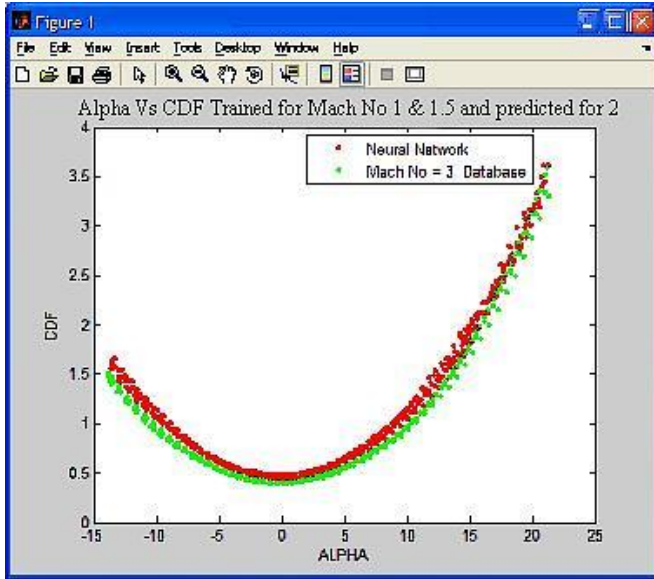 Figure 1
File Edit View Insert Tools Desktop Window Help
Alpha Vs CDF Trained for Mach No 1 & 1.5 and predicted for 2
4
3.5
3
2.5
2
1.5
1
0.5
0
CDF
Neural Network
Mach No = 3 Database
-15 -10 -5 0 5 10 15 20 25
ALPHA